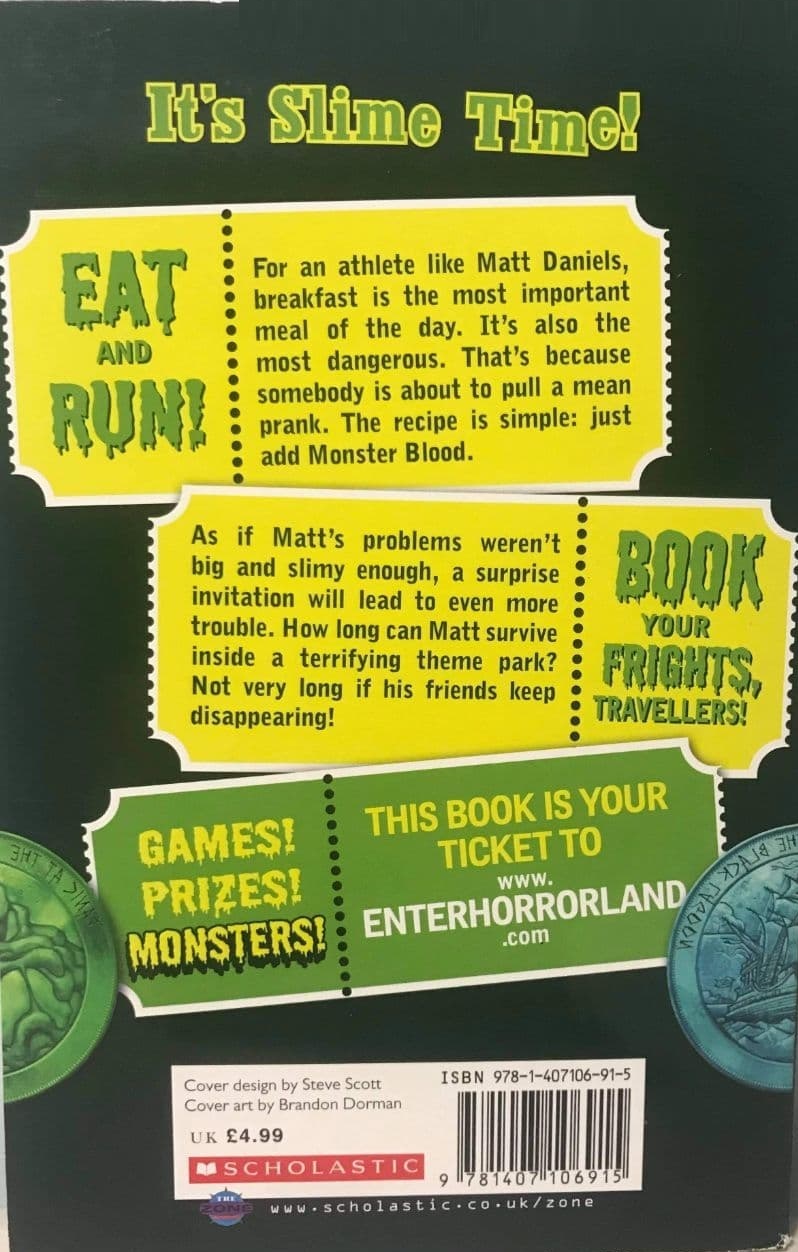 It's Slime Time!
EAT
AND
RUN!
For an athlete like Matt Daniels,
breakfast is the most important
meal of the day. It's also the
most dangerous. That's because
somebody is about to pull a mean
prank. The recipe is simple: just
add Monster Blood.
As if Matt's problems weren't
big and slimy enough, a surprise
invitation will lead to even more
trouble. How long can Matt survive
inside a terrifying theme park?
Not very long if his friends keep
disappearing!
BOOK
YOUR
FRIGHTS,
TRAVELLERS!
GAMES!
PRIZES!
MONSTERS!
THIS BOOK IS YOUR
TICKET TO
www.
ENTERHORRORLAND
.com
Cover design by Steve Scott
Cover art by Brandon Dorman
UK £4.99
SCHOLASTIC
ISBN 978-1-407106-91-5
9 781407 106915
THE
ZONE
www.scholastic.co.uk/zone